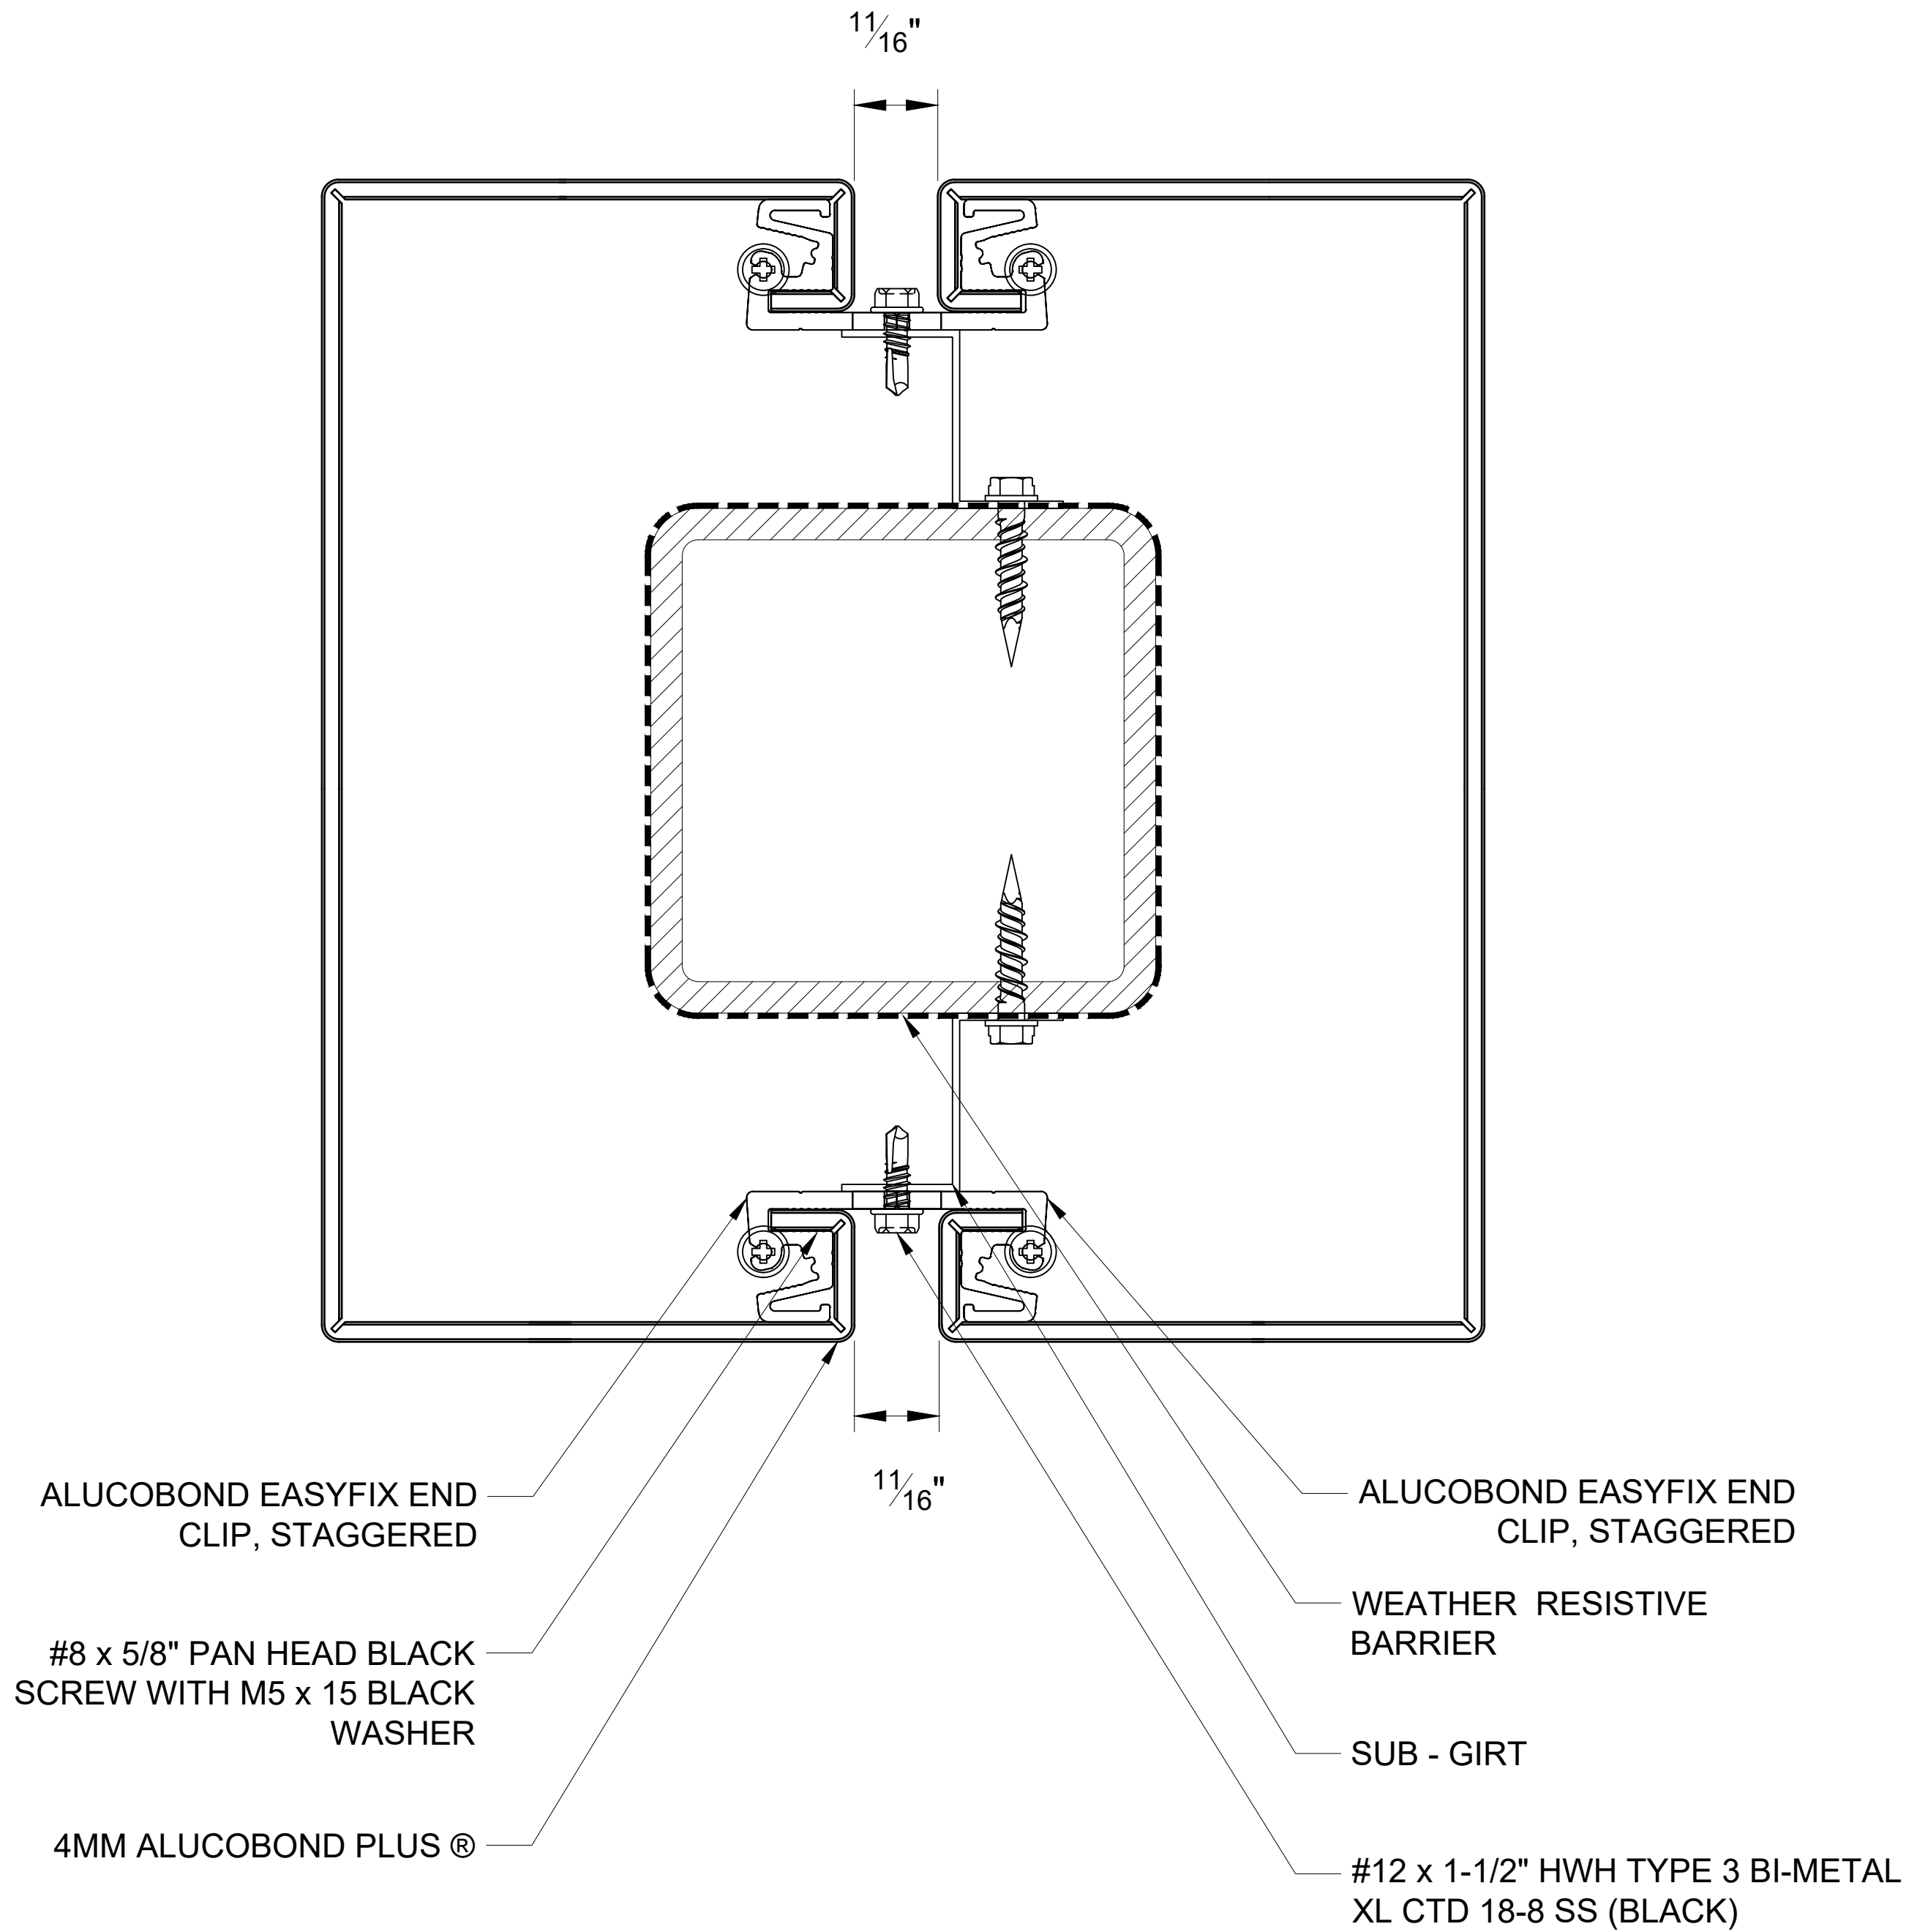 11/16"
11/16"
ALUCOBOND EASYFIX END
CLIP, STAGGERED
#8 x 5/8" PAN HEAD BLACK
SCREW WITH M5 x 15 BLACK
WASHER
4MM ALUCOBOND PLUS ®
ALUCOBOND EASYFIX END
CLIP, STAGGERED
WEATHER RESISTIVE
BARRIER
SUB - GIRT
#12 x 1-1/2" HWH TYPE 3 BI-METAL
XL CTD 18-8 SS (BLACK)